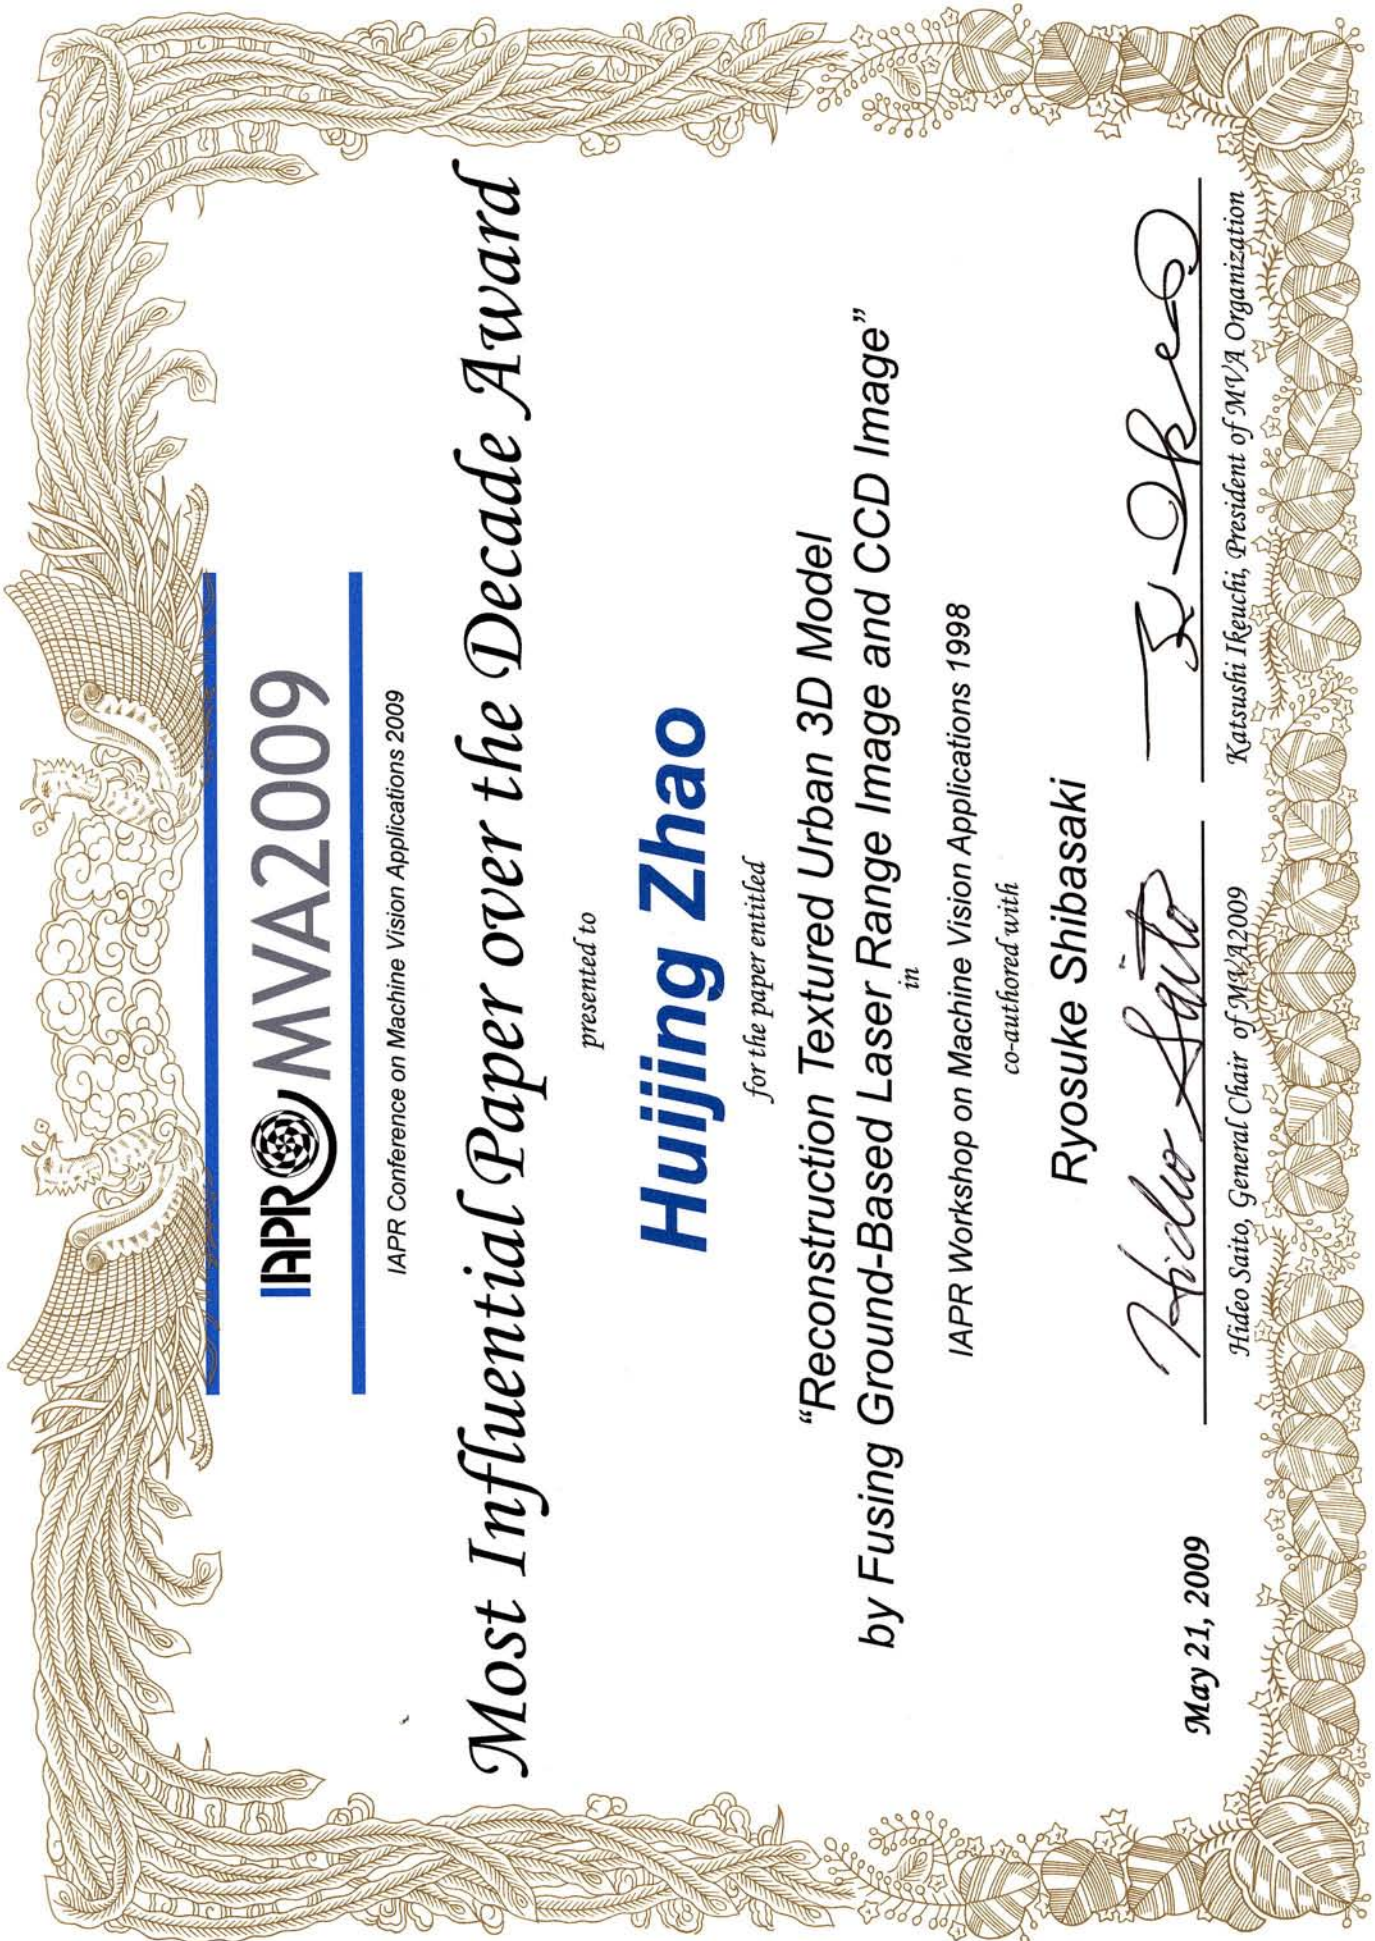 IAPR MVA2009
IAPR Conference on Machine Vision Applications 2009
Most Influential Paper over the Decade Award
presented to
Huijing Zhao
for the paper entitled
“Reconstruction Textured Urban 3D Model
by Fusing Ground-Based Laser Range Image and CCD Image”
in
IAPR Workshop on Machine Vision Applications 1998
co-authored with
Ryosuke Shibasaki
Hideo Saito
May 21, 2009
Hideo Saito, General Chair of MVA2009
Katsushi Ikeuchi, President of MVA Organization